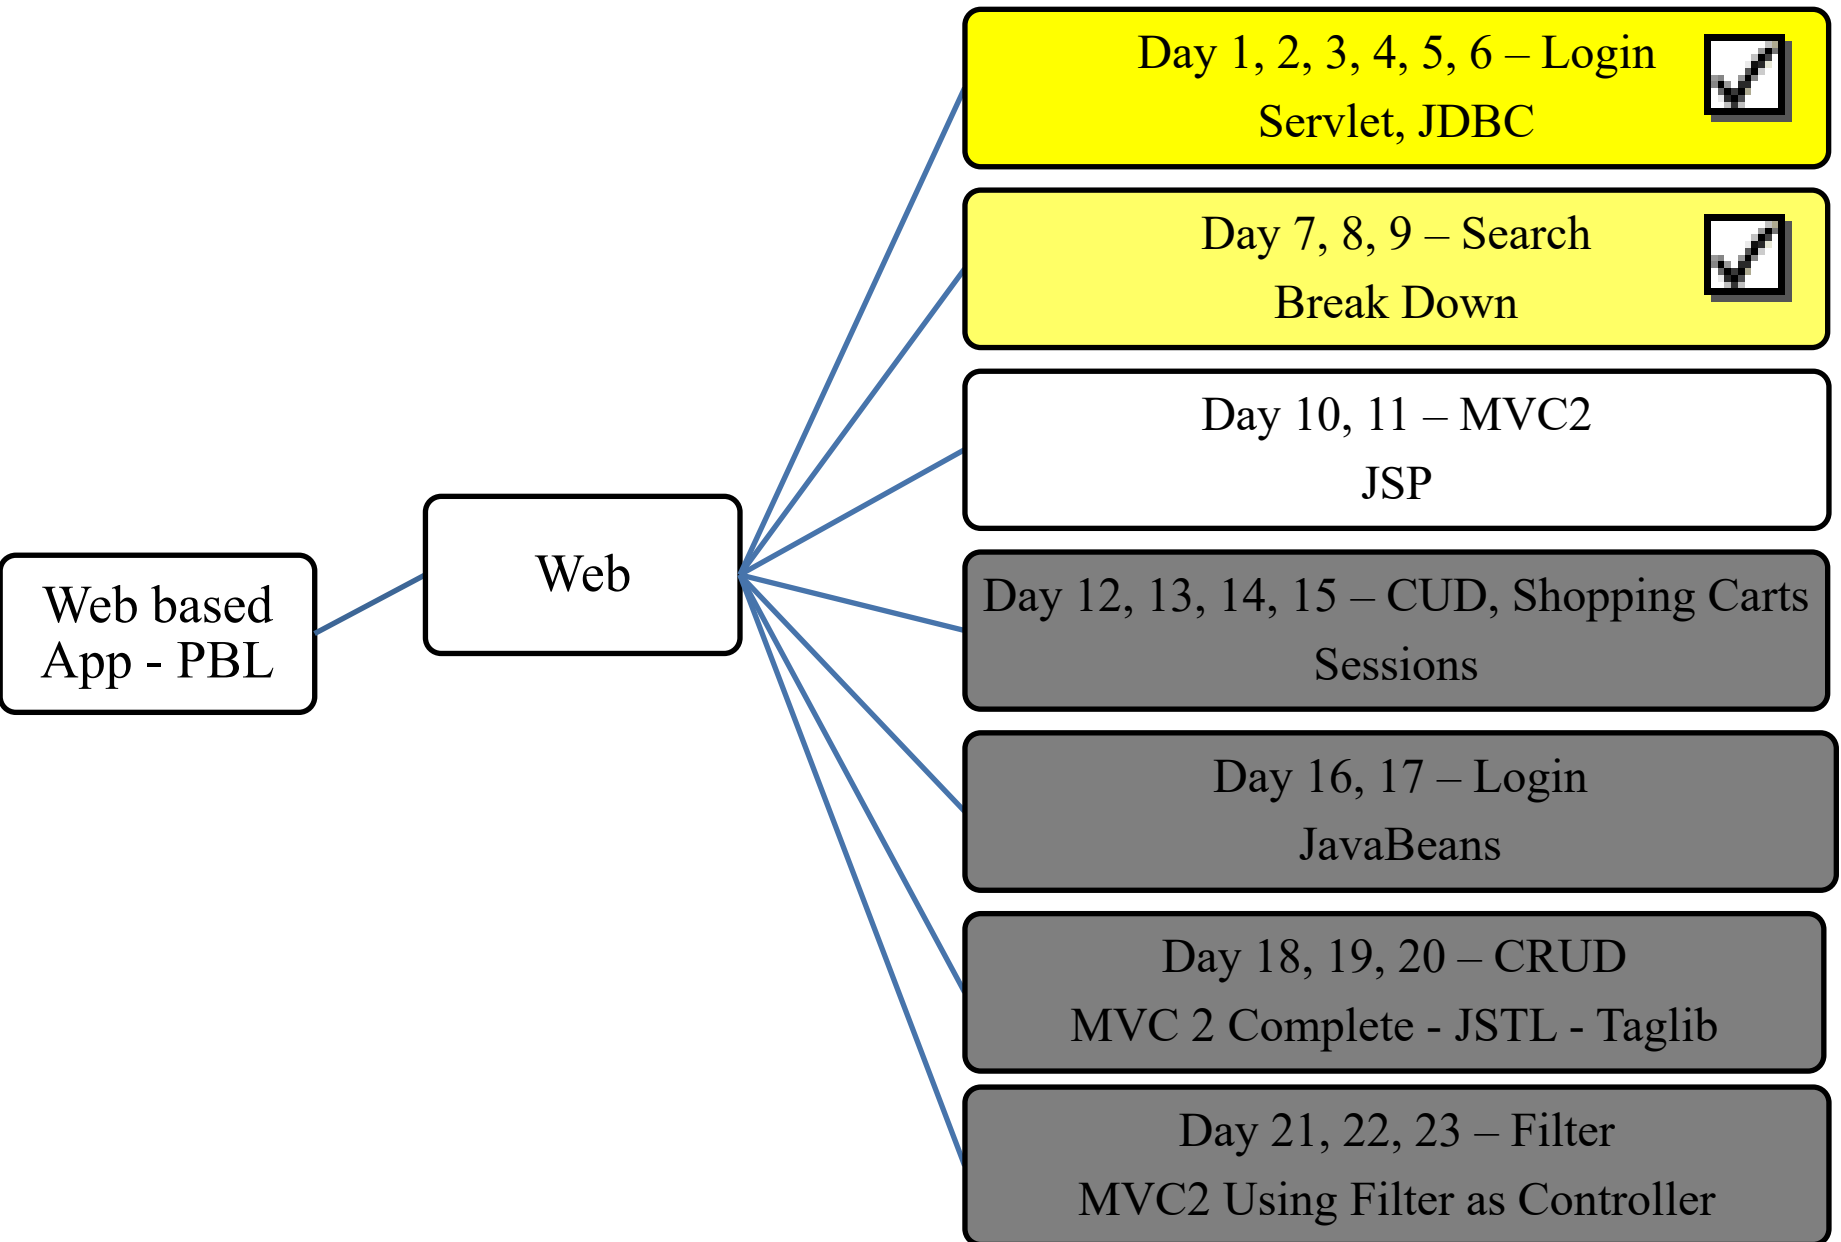 Web based
App - PBL
Web
Day 1, 2, 3, 4, 5, 6 – Login
Servlet, JDBC
Day 7, 8, 9 – Search
Break Down
Day 10, 11 – MVC2
JSP
Day 12, 13, 14, 15 – CUD, Shopping Carts
Sessions
Day 16, 17 – Login
JavaBeans
Day 18, 19, 20 – CRUD
MVC 2 Complete - JSTL - Taglib
Day 21, 22, 23 – Filter
MVC2 Using Filter as Controller